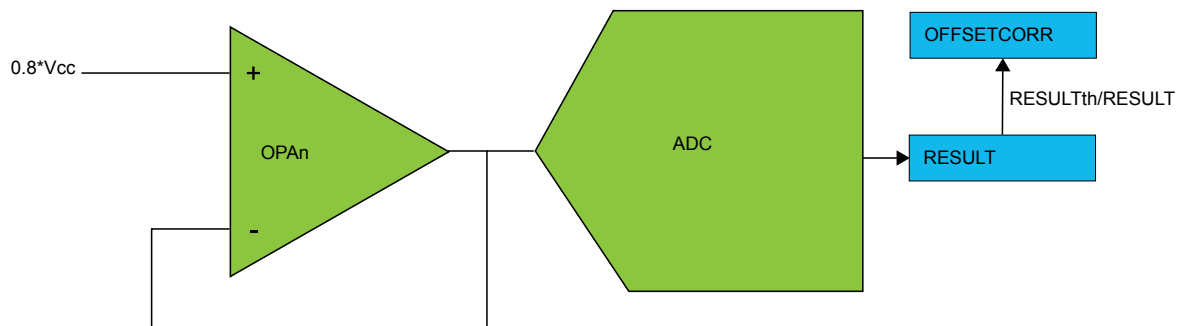 OFFSETCORR
0.8*Vcc
+
RESULTth/RESULT
OPAn
ADC
RESULT
-